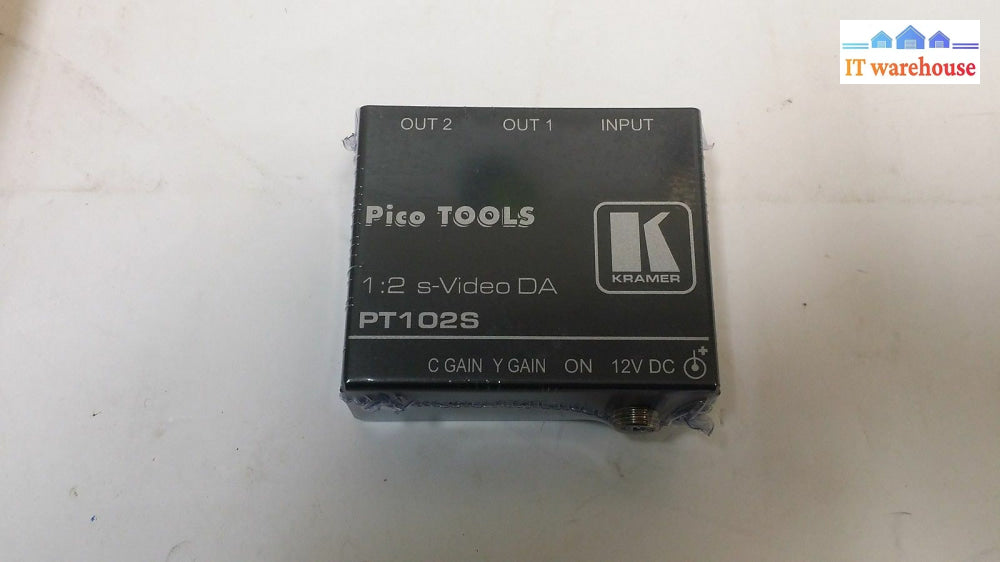 IT warehouse
OUT 2 OUT 1 INPUT
Pico TOOLS
K
KRAMER
1:2 s-Video DA
PT102S
C GAIN Y GAIN ON 12V DC +